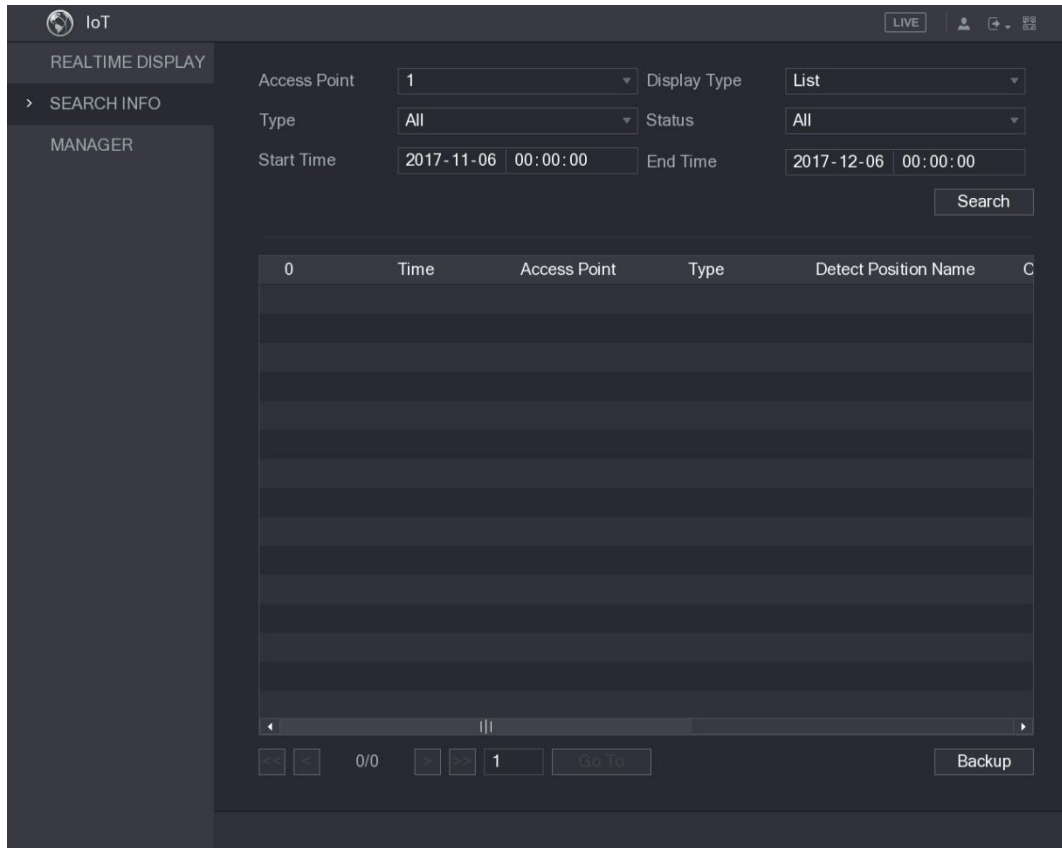 IoT LIVE
REALTIME DISPLAY
SEARCH INFO
MANAGER
Access Point 1 Display Type List
Type All Status All
Start Time 2017-11-06 00:00:00 End Time 2017-12-06 00:00:00
Search
0 Time Access Point Type Detect Position Name C
<< < 0/0 > >> 1 Go To Backup